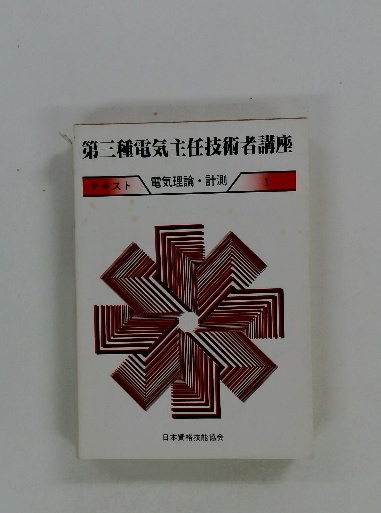 第三種電気主任技術者講座
テキスト 電気理論・計測 1
日本資格技能協会